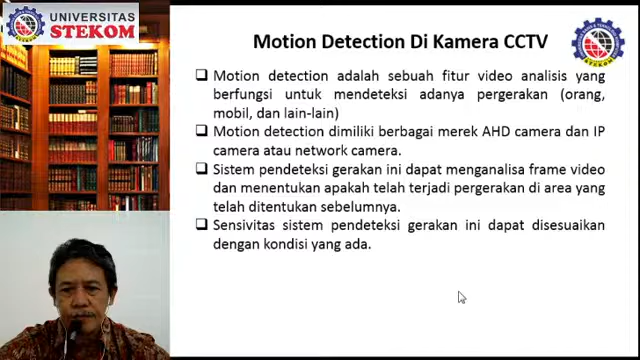 UNIVERSITAS
STEKOM
Motion Detection Di Kamera CCTV
Motion detection adalah sebuah fitur video analisis yang
berfungsi untuk mendeteksi adanya pergerakan (orang,
mobil, dan lain-lain)
Motion detection dimiliki berbagai merek AHD camera dan IP
camera atau network camera.
Sistem pendeteksi gerakan ini dapat menganalisa frame video
dan menentukan apakah telah terjadi pergerakan di area yang
telah ditentukan sebelumnya.
Sensivitas sistem pendeteksi gerakan ini dapat disesuaikan
dengan kondisi yang ada.